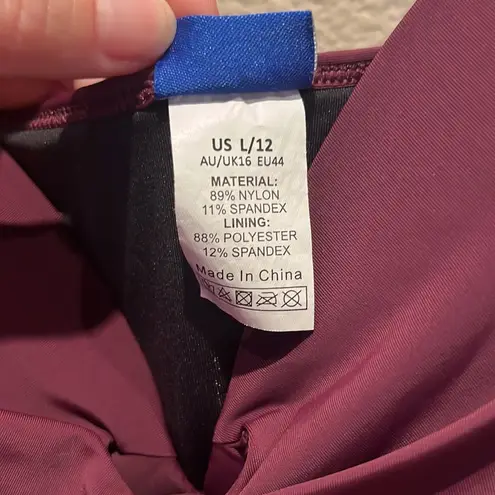 US L/12
AU/UK16 EU44
MATERIAL:
89% NYLON
11% SPANDEX
LINING:
88% POLYESTER
12% SPANDEX
Made In China